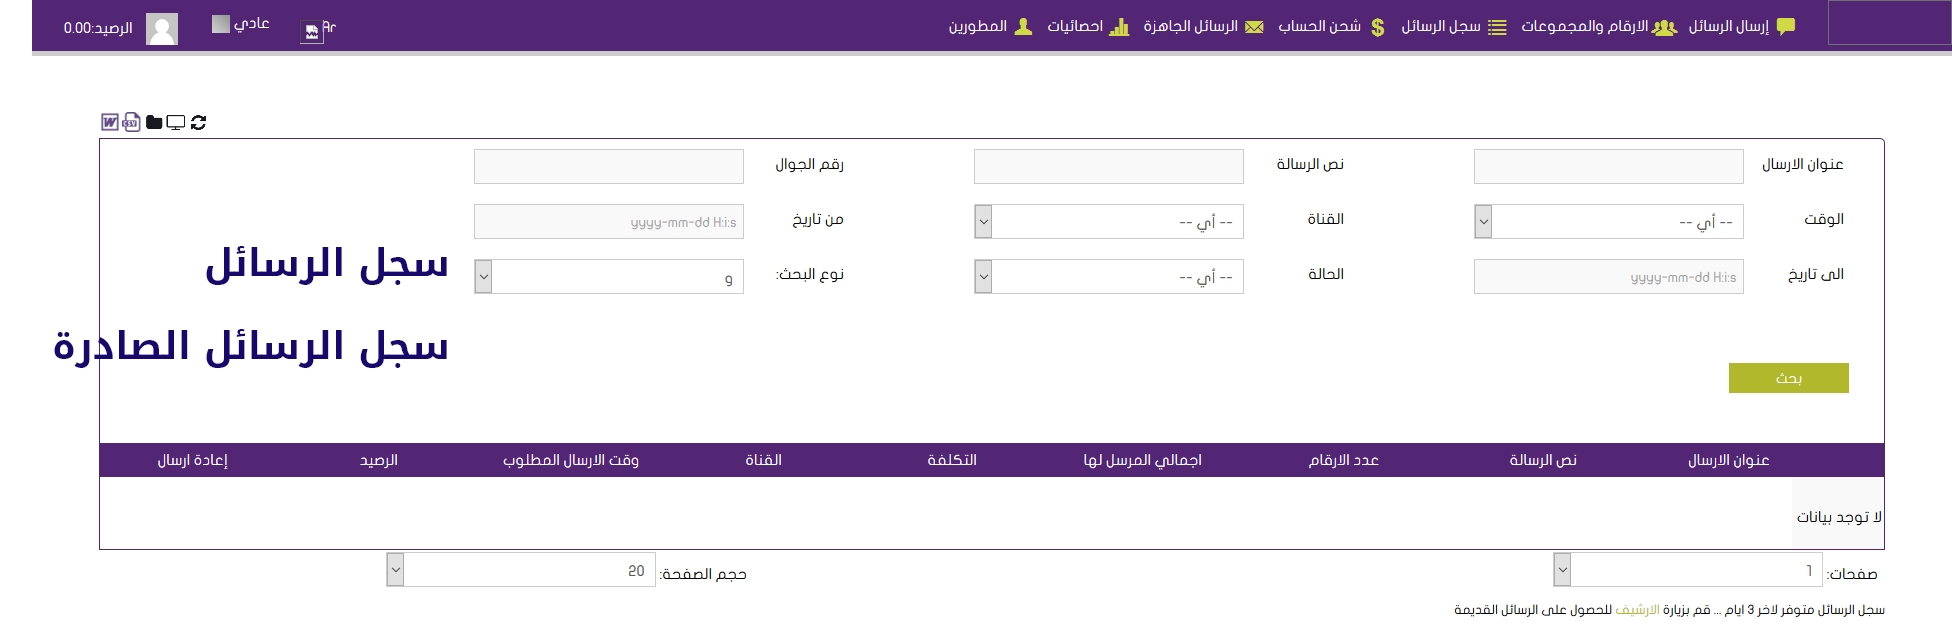 إرسال الرسائل الارقام والمجموعات سجل الرسائل شحن الحساب الرسائل الجاهزة احصائيات المطورين Ar عادي الرصيد:0.00
W CSV
عنوان الارسال نص الرسالة رقم الجوال
الوقت -- أي -- القناة -- أي -- من تاريخ yyyy-mm-dd H:i:s
الى تاريخ yyyy-mm-dd H:i:s الحالة -- أي -- نوع البحث: و
سجل الرسائل
سجل الرسائل الصادرة
بحث
عنوان الارسال نص الرسالة عدد الارقام اجمالي المرسل لها التكلفة القناة وقت الارسال المطلوب الرصيد إعادة ارسال
لا توجد بيانات
صفحات: 1 حجم الصفحة: 20
سجل الرسائل متوفر لاخر 3 ايام ... قم بزيارة الارشيف للحصول على الرسائل القديمة